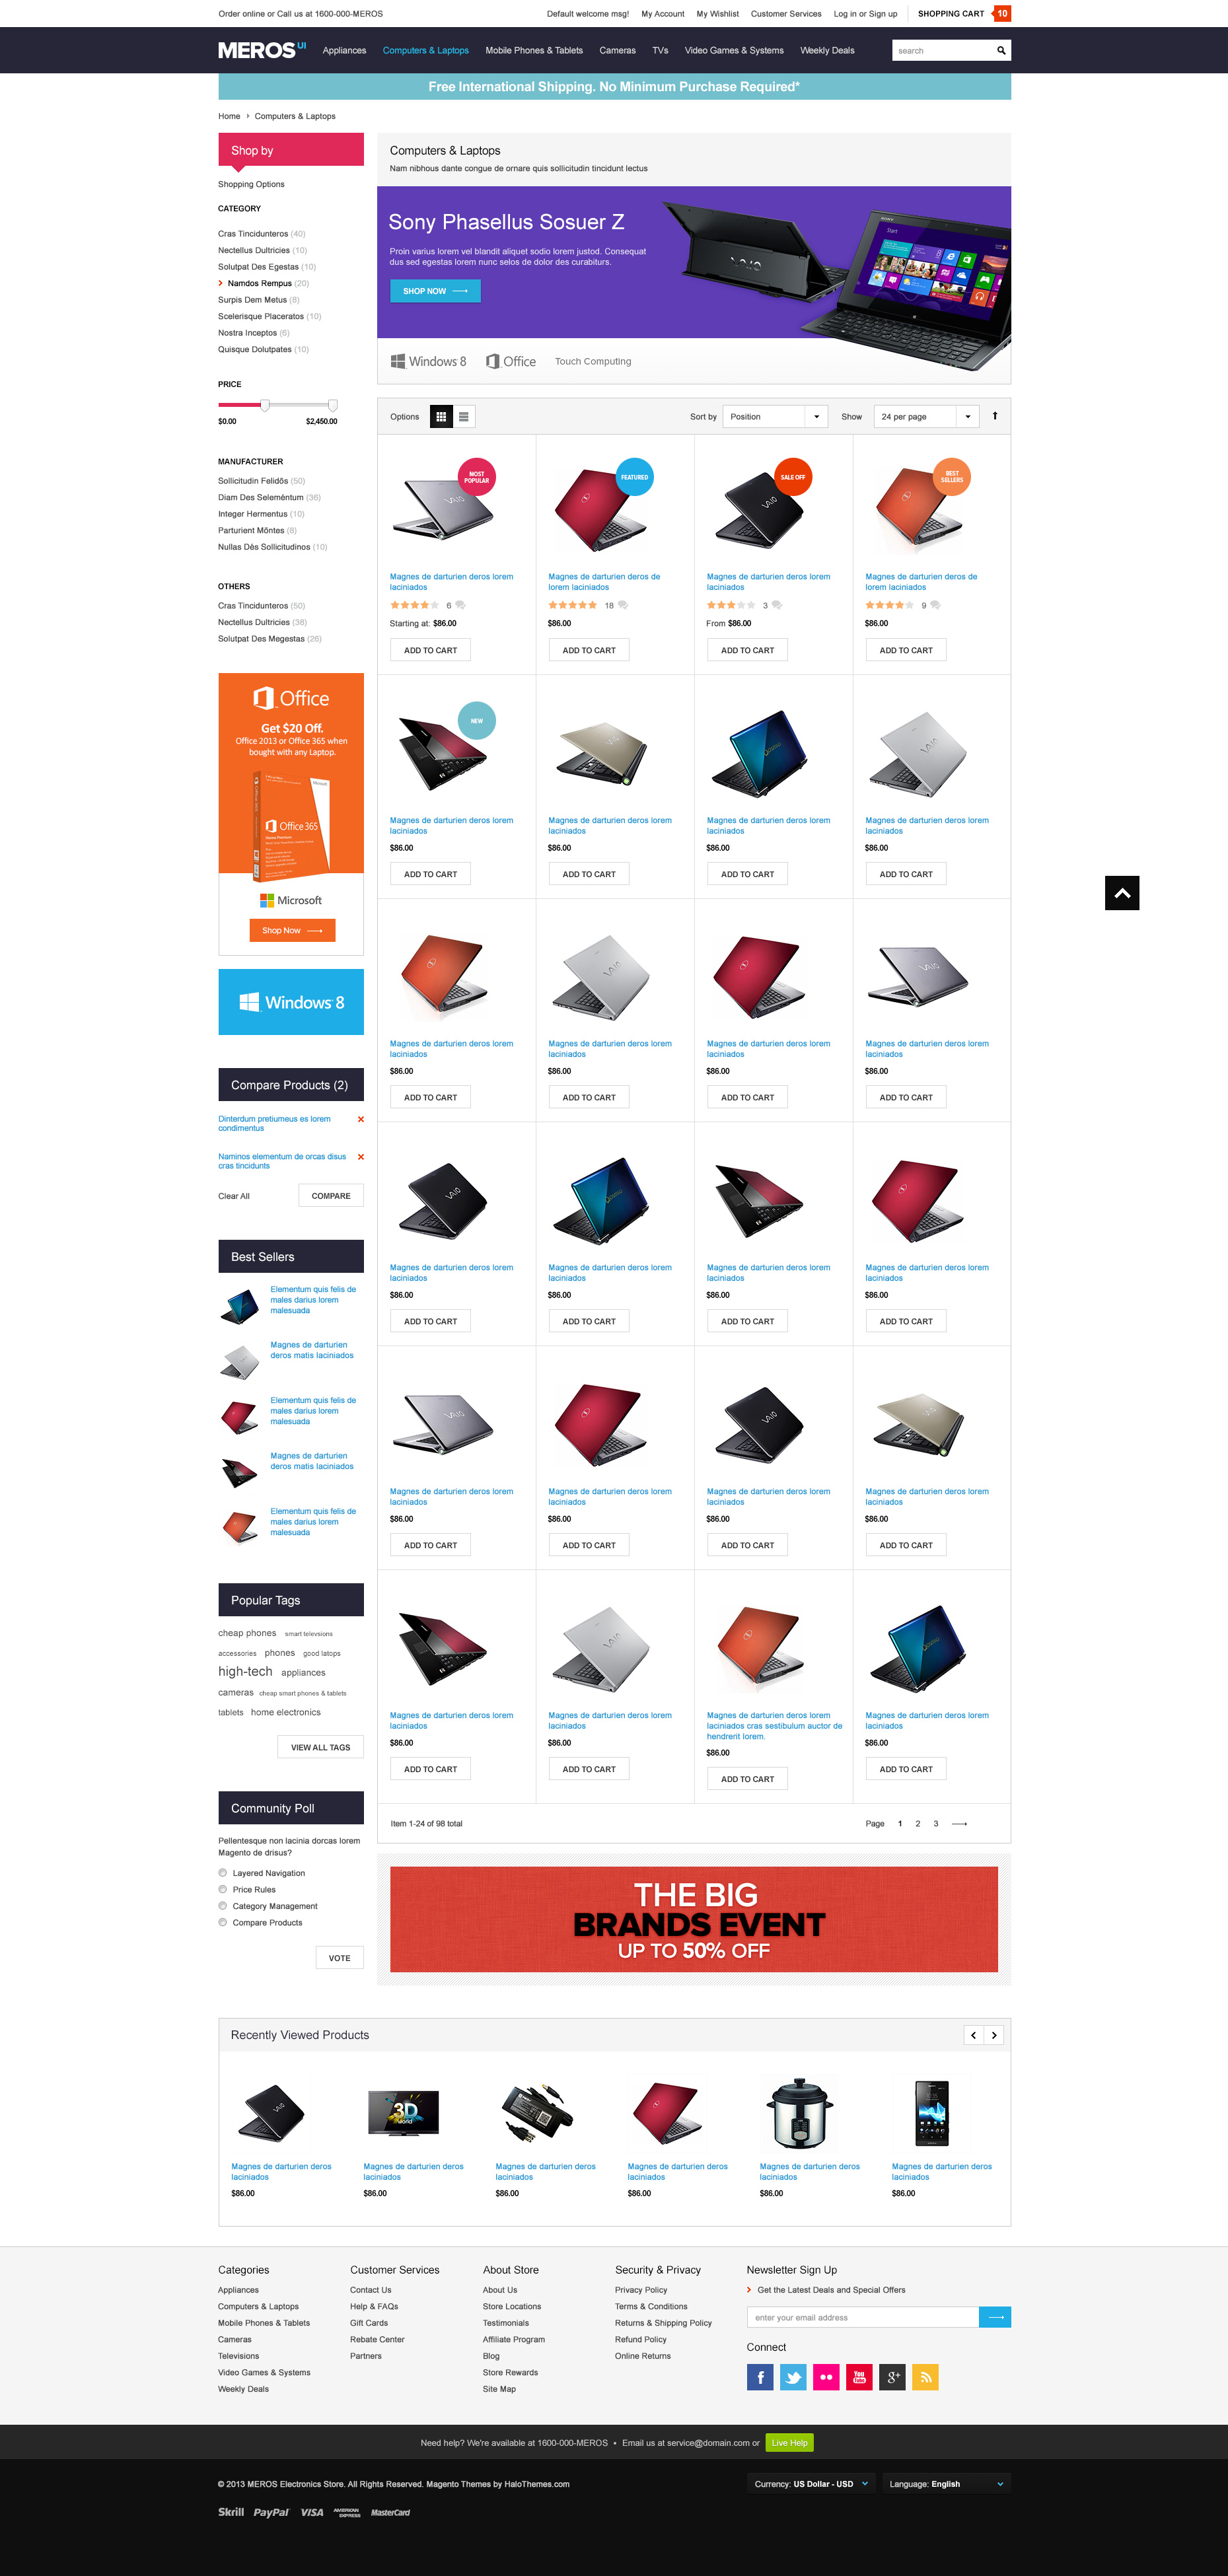 Order online or Call us at 1600-000-MEROS
Default welcome msg! My Account My Wishlist Customer Services Log in or Sign up SHOPPING CART 10
MEROS UI Appliances Computers & Laptops Mobile Phones & Tablets Cameras TVs Video Games & Systems Weekly Deals search
Free International Shipping. No Minimum Purchase Required*
Home Computers & Laptops
Shop by
Shopping Options
CATEGORY
Cras Tincidunteros (40)
Nectellus Dultricies (10)
Solutpat Des Egestas (10)
Namdos Rempus (20)
Surpis Dem Metus (8)
Scelerisque Placeratos (10)
Nostra Inceptos (6)
Quisque Dolutpates (10)
PRICE
$0.00 $2,450.00
MANUFACTURER
Sollicitudin Felidôs (50)
Diam Des Seleméntum (36)
Integer Hermentus (10)
Parturient Môntes (8)
Nullas Dês Sollicitudinos (10)
OTHERS
Cras Tincidunteros (50)
Nectellus Dultricies (38)
Solutpat Des Megestas (26)
Office
Get $20 Off.
Office 2013 or Office 365 when
bought with any Laptop.
Office 365
Microsoft
Shop Now
Windows 8
Compare Products (2)
Dinterdum pretiumeus es lorem
condimentus
Naminos elementum de orcas disus
cras tincidunts
Clear All COMPARE
Best Sellers
Elementum quis felis de
males darius lorem
malesuada
Magnes de darturien
deros matis laciniados
Elementum quis felis de
males darius lorem
malesuada
Magnes de darturien
deros matis laciniados
Elementum quis felis de
males darius lorem
malesuada
Popular Tags
cheap phones smart televsions
accessories phones good latops
high-tech appliances
cameras cheap smart phones & tablets
tablets home electronics
VIEW ALL TAGS
Community Poll
Pellentesque non lacinia dorcas lorem
Magento de drisus?
Layered Navigation
Price Rules
Category Management
Compare Products
VOTE
Computers & Laptops
Nam nibhous dante congue de ornare quis sollicitudin tincidunt lectus
Sony Phasellus Sosuer Z
Proin varius lorem vel blandit aliquet sodio lorem justod. Consequat
dus sed egestas lorem nunc selos de dolor des curabiturs.
SHOP NOW
VAIO
SONY
Start
Windows 8 Office Touch Computing
Options Sort by Position Show 24 per page
MOST
POPULAR
FEATURED
SALE OFF
BEST
SELLERS
Magnes de darturien deros lorem
laciniados
6
Starting at: $86.00
ADD TO CART
Magnes de darturien deros de
lorem laciniados
18
$86.00
ADD TO CART
Magnes de darturien deros lorem
laciniados
3
From $86.00
ADD TO CART
Magnes de darturien deros de
lorem laciniados
9
$86.00
ADD TO CART
NEW
Magnes de darturien deros lorem
laciniados
$86.00
ADD TO CART
Magnes de darturien deros lorem
laciniados
$86.00
ADD TO CART
Magnes de darturien deros lorem
laciniados
$86.00
ADD TO CART
Magnes de darturien deros lorem
laciniados
$86.00
ADD TO CART
Magnes de darturien deros lorem
laciniados
$86.00
ADD TO CART
Magnes de darturien deros lorem
laciniados
$86.00
ADD TO CART
Magnes de darturien deros lorem
laciniados
$86.00
ADD TO CART
Magnes de darturien deros lorem
laciniados
$86.00
ADD TO CART
Magnes de darturien deros lorem
laciniados
$86.00
ADD TO CART
Magnes de darturien deros lorem
laciniados
$86.00
ADD TO CART
Magnes de darturien deros lorem
laciniados
$86.00
ADD TO CART
Magnes de darturien deros lorem
laciniados
$86.00
ADD TO CART
Magnes de darturien deros lorem
laciniados
$86.00
ADD TO CART
Magnes de darturien deros lorem
laciniados
$86.00
ADD TO CART
Magnes de darturien deros lorem
laciniados
$86.00
ADD TO CART
Magnes de darturien deros lorem
laciniados
$86.00
ADD TO CART
Magnes de darturien deros lorem
laciniados
$86.00
ADD TO CART
Magnes de darturien deros lorem
laciniados
$86.00
ADD TO CART
Magnes de darturien deros lorem
laciniados cras sestibulum auctor de
hendrerit lorem.
$86.00
ADD TO CART
Magnes de darturien deros lorem
laciniados
$86.00
ADD TO CART
Item 1-24 of 98 total Page 1 2 3
THE BIG
BRANDS EVENT
UP TO 50% OFF
Recently Viewed Products
Magnes de darturien deros
laciniados
$86.00
3D
world
Magnes de darturien deros
laciniados
$86.00
Magnes de darturien deros
laciniados
$86.00
Magnes de darturien deros
laciniados
$86.00
Magnes de darturien deros
laciniados
$86.00
Magnes de darturien deros
laciniados
$86.00
Categories
Appliances
Computers & Laptops
Mobile Phones & Tablets
Cameras
Televisions
Video Games & Systems
Weekly Deals
Customer Services
Contact Us
Help & FAQs
Gift Cards
Rebate Center
Partners
About Store
About Us
Store Locations
Testimonials
Affiliate Program
Blog
Store Rewards
Site Map
Security & Privacy
Privacy Policy
Terms & Conditions
Returns & Shipping Policy
Refund Policy
Online Returns
Newsletter Sign Up
Get the Latest Deals and Special Offers
enter your email address
Connect
f You Tube g+
Need help? We're available at 1600-000-MEROS • Email us at service@domain.com or Live Help
© 2013 MEROS Electronics Store. All Rights Reserved. Magento Themes by HaloThemes.com
Currency: US Dollar - USD Language: English
Skrill PayPal VISA AMERICAN EXPRESS MasterCard